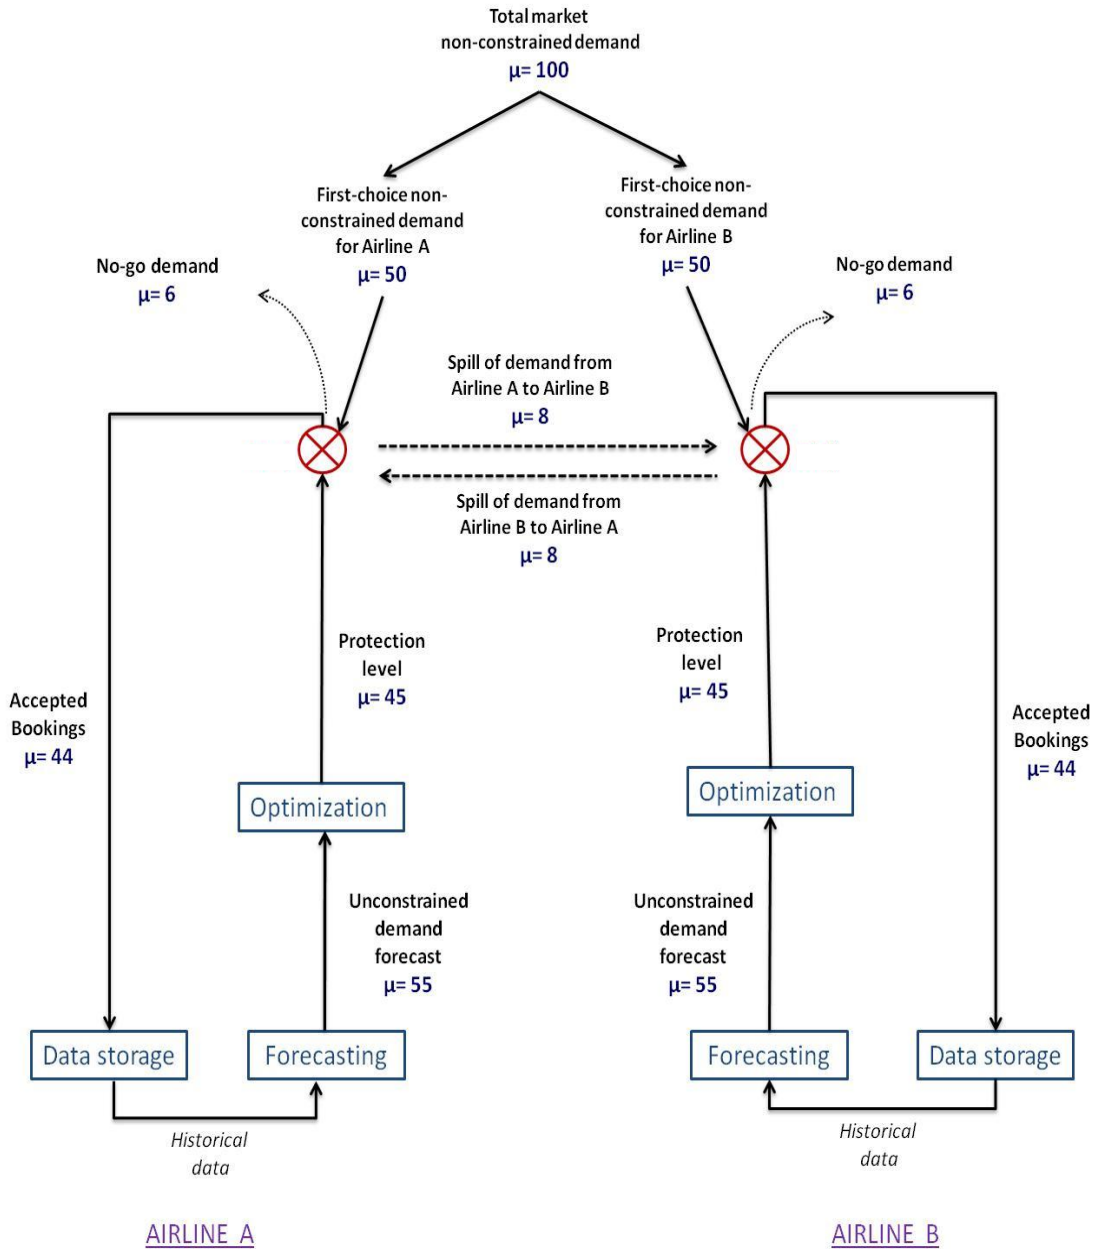 Total market
non-constrained demand
μ= 100
First-choice non-
constrained demand
for Airline A
μ= 50
First-choice non-
constrained demand
for Airline B
μ= 50
No-go demand
μ= 6
No-go demand
μ= 6
Spill of demand from
Airline A to Airline B
μ= 8
Spill of demand from
Airline B to Airline A
μ= 8
Protection
level
μ= 45
Protection
level
μ= 45
Accepted
Bookings
μ= 44
Accepted
Bookings
μ= 44
Optimization
Optimization
Unconstrained
demand
forecast
μ= 55
Unconstrained
demand
forecast
μ= 55
Data storage
Forecasting
Forecasting
Data storage
Historical
data
Historical
data
AIRLINE A
AIRLINE B